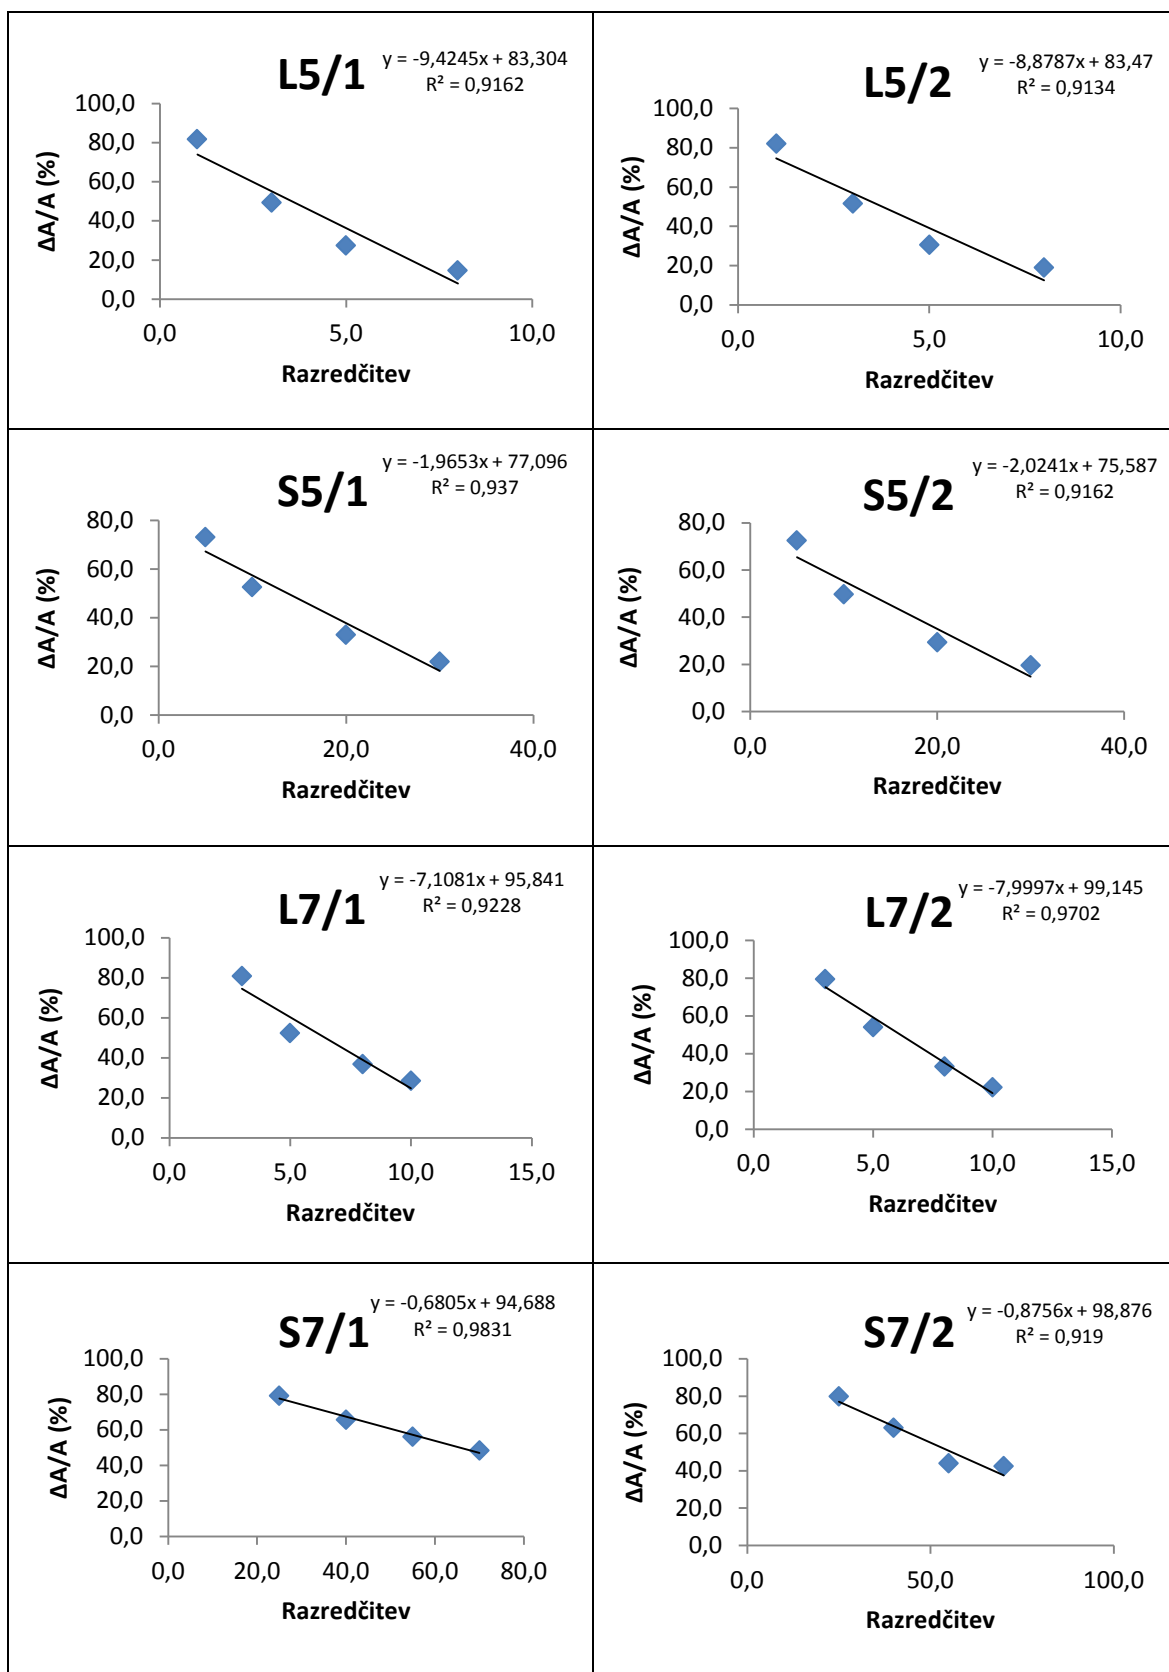 L5/1
y = -9,4245x + 83,304
R² = 0,9162
100,0
80,0
60,0
40,0
20,0
0,0
ΔA/A (%)
0,0 5,0 10,0
Razredčitev
L5/2
y = -8,8787x + 83,47
R² = 0,9134
100,0
80,0
60,0
40,0
20,0
0,0
ΔA/A (%)
0,0 5,0 10,0
Razredčitev
S5/1
y = -1,9653x + 77,096
R² = 0,937
80,0
60,0
40,0
20,0
0,0
ΔA/A (%)
0,0 20,0 40,0
Razredčitev
S5/2
y = -2,0241x + 75,587
R² = 0,9162
80,0
60,0
40,0
20,0
0,0
ΔA/A (%)
0,0 20,0 40,0
Razredčitev
L7/1
y = -7,1081x + 95,841
R² = 0,9228
100,0
80,0
60,0
40,0
20,0
0,0
ΔA/A (%)
0,0 5,0 10,0 15,0
Razredčitev
L7/2
y = -7,9997x + 99,145
R² = 0,9702
100,0
80,0
60,0
40,0
20,0
0,0
ΔA/A (%)
0,0 5,0 10,0 15,0
Razredčitev
S7/1
y = -0,6805x + 94,688
R² = 0,9831
100,0
80,0
60,0
40,0
20,0
0,0
ΔA/A (%)
0,0 20,0 40,0 60,0 80,0
Razredčitev
S7/2
y = -0,8756x + 98,876
R² = 0,919
100,0
80,0
60,0
40,0
20,0
0,0
ΔA/A (%)
0,0 50,0 100,0
Razredčitev